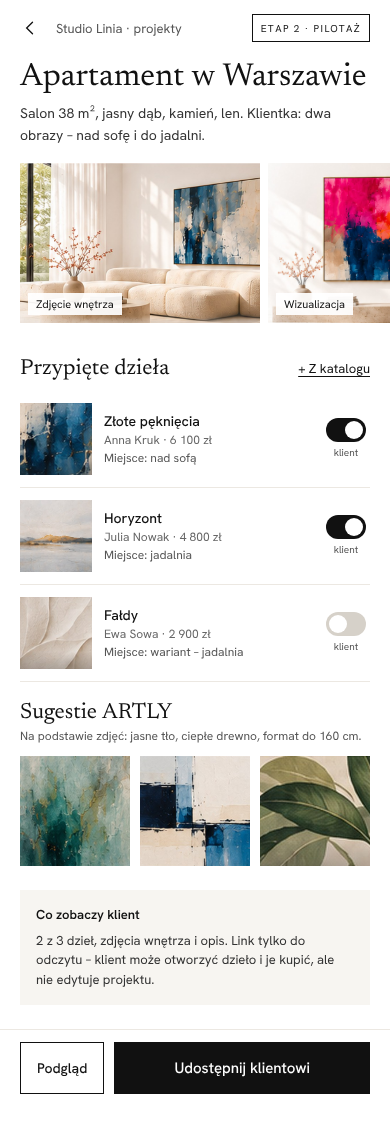 Studio Linia · projekty
ETAP 2 · PILOTAŻ
Apartament w Warszawie
Salon 38 m², jasny dąb, kamień, len. Klientka: dwa
obrazy – nad sofę i do jadalni.
Zdjęcie wnętrza
Wizualizacja
Przypięte dzieła
+ Z katalogu
Złote pęknięcia
Anna Kruk · 6 100 zł
Miejsce: nad sofą
klient
Horyzont
Julia Nowak · 4 800 zł
Miejsce: jadalnia
klient
Fałdy
Ewa Sowa · 2 900 zł
Miejsce: wariant – jadalnia
klient
Sugestie ARTLY
Na podstawie zdjęć: jasne tło, ciepłe drewno, format do 160 cm.
Co zobaczy klient
2 z 3 dzieł, zdjęcia wnętrza i opis. Link tylko do
odczytu – klient może otworzyć dzieło i je kupić, ale
nie edytuje projektu.
Podgląd
Udostępnij klientowi